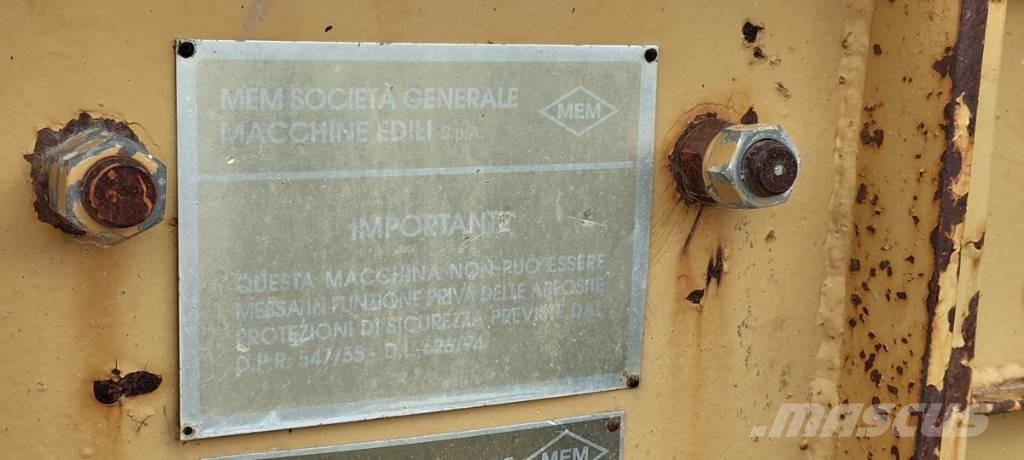 MEM SOCIETÀ GENERALE
MACCHINE EDILI S.p.A.
MEM
IMPORTANTE
QUESTA MACCHINA NON PUÒ ESSERE
MESSA IN FUNZIONE PRIVA DELLE APPOSITE
PROTEZIONI DI SICUREZZA PREVISTE DAL
D.P.R. 547/55 - D.L. 626/94
MEM
mascus